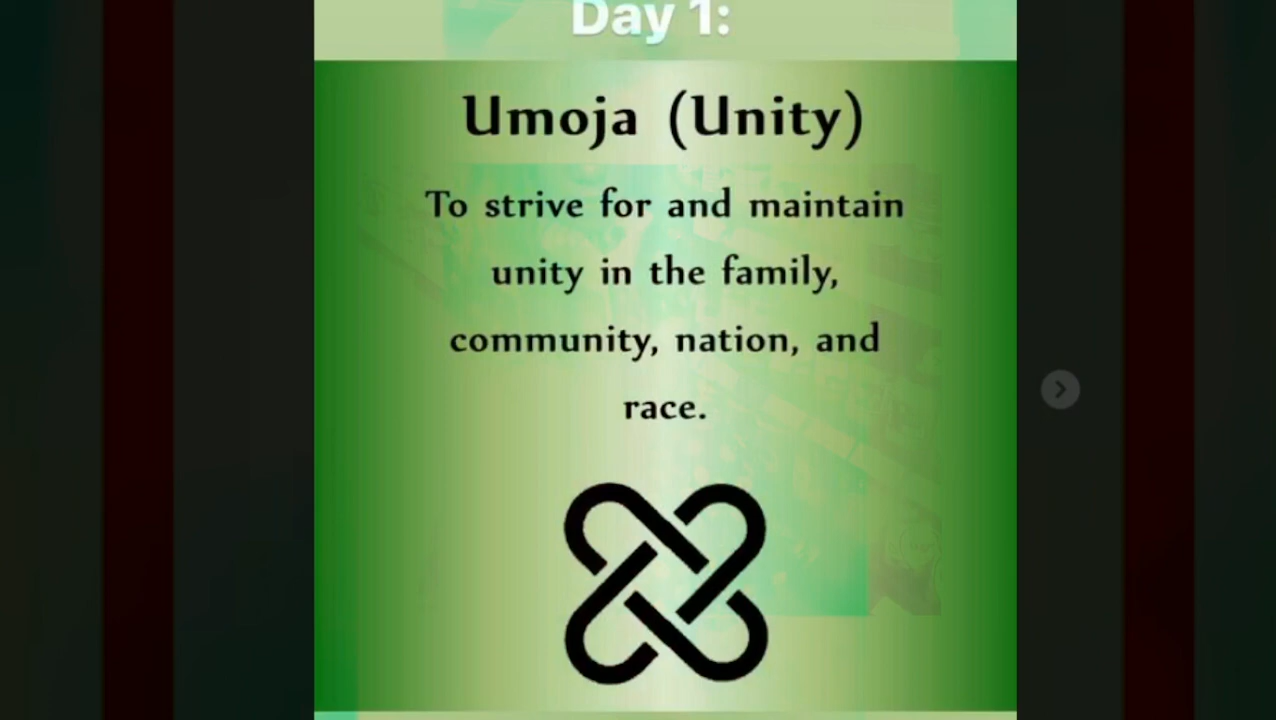 Day 1:
Umoja (Unity)
To strive for and maintain
unity in the family,
community, nation, and
race.